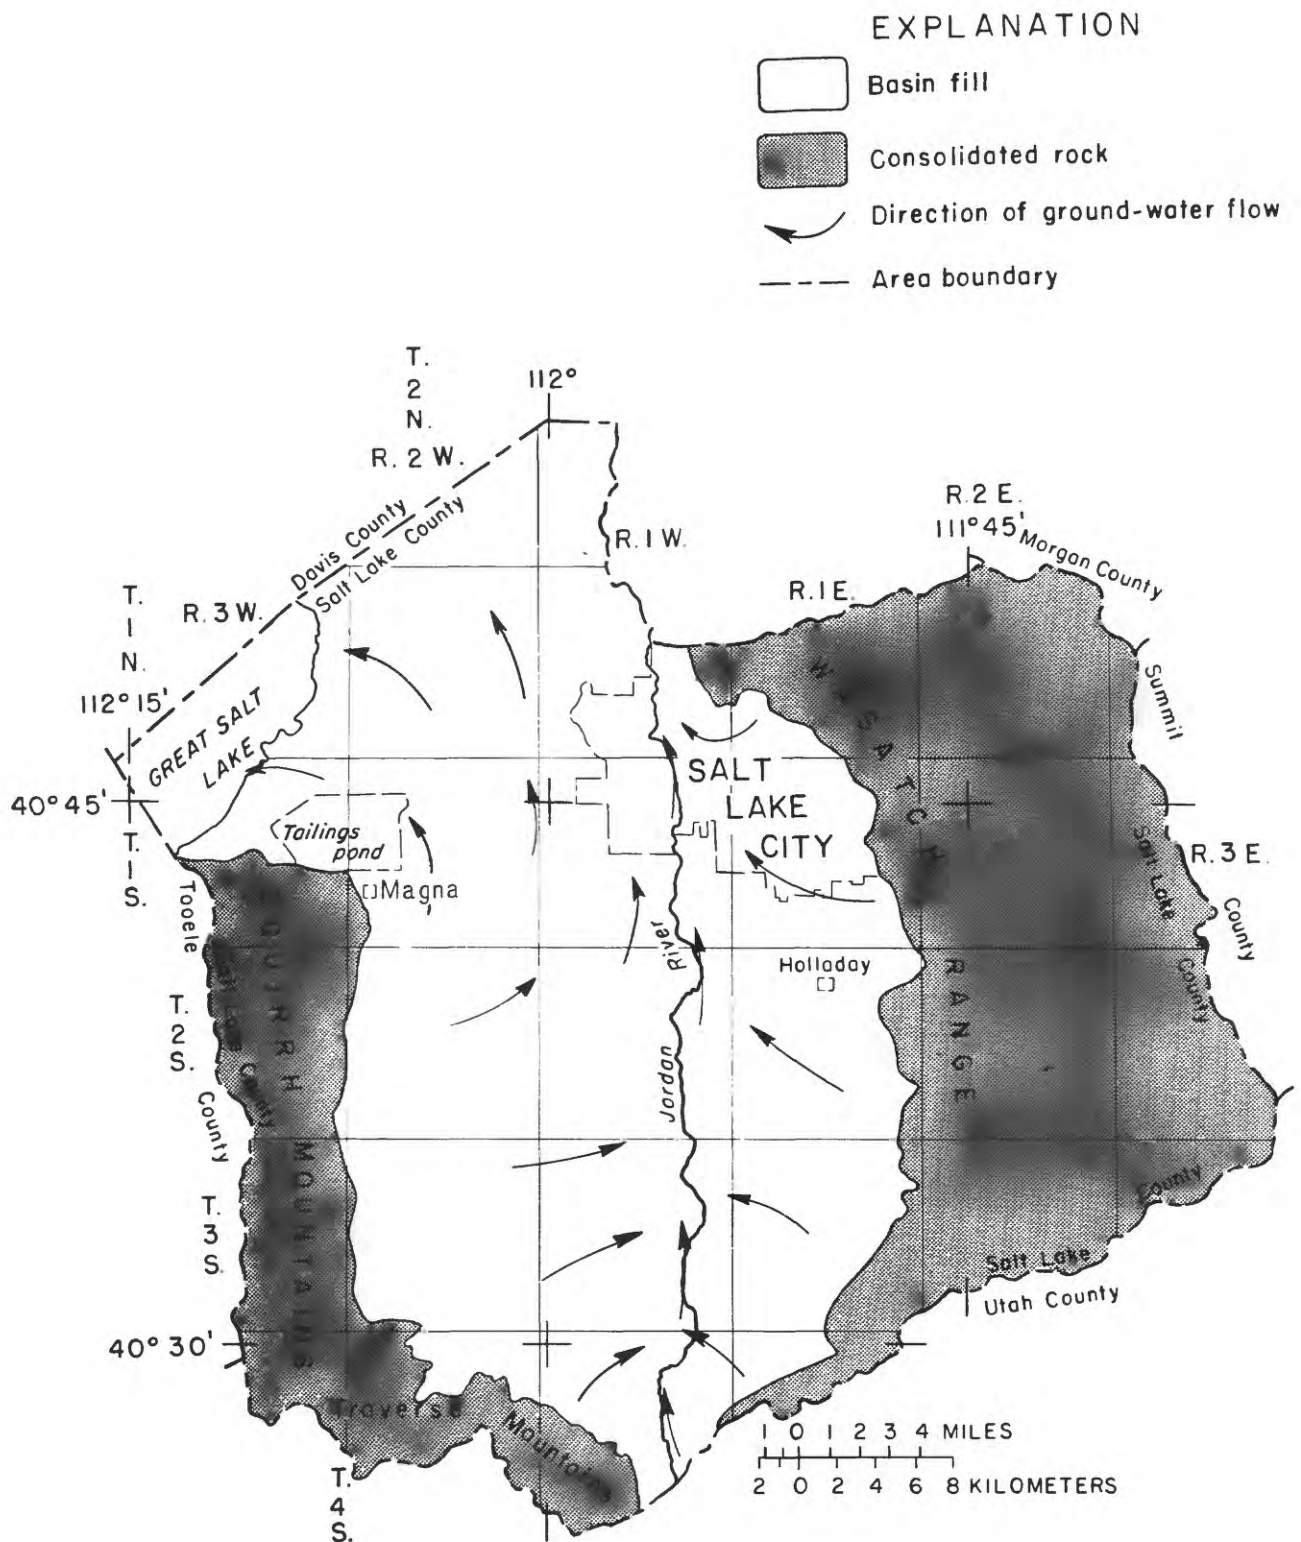 EXPLANATION
Basin fill
Consolidated rock
Direction of ground-water flow
Area boundary
T.
2
N.
112°
R. 2 W.
R. 2 E.
111° 45'
Davis County
Salt Lake County
R. 1 W.
Morgan County
T.
1
N.
R. 3 W.
R. 1 E.
112° 15'
GREAT SALT
LAKE
Summit
County
WASATCH
RANGE
SALT
LAKE
CITY
40° 45'
T.
1
S.
Tailings
pond
Magna
Salt Lake
County
R. 3 E.
Tooele
County
Salt Lake County
OQUIRRH
MOUNTAINS
River
Jordan
Holladay
T.
2
S.
T.
3
S.
County
Salt Lake
Utah County
40° 30'
Traverse
Mountains
1 0 1 2 3 4 MILES
2 0 2 4 6 8 KILOMETERS
T.
4
S.